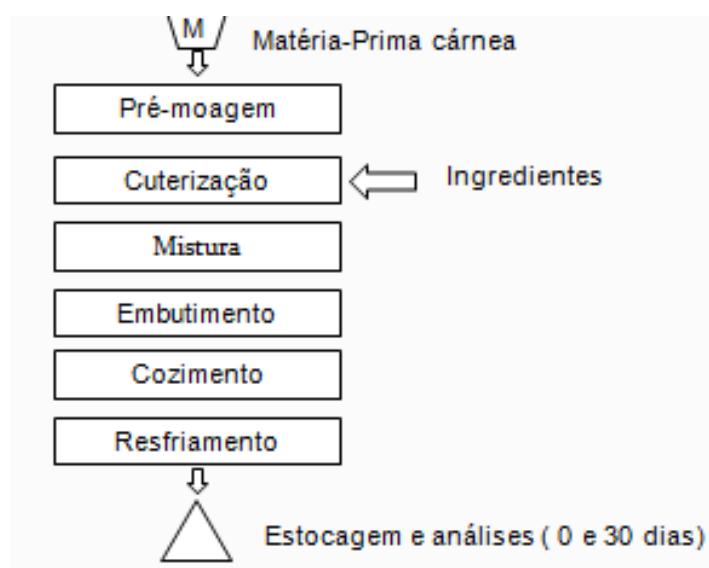 M
Matéria-Prima cárnea
Pré-moagem
Cuterização
Ingredientes
Mistura
Embutimento
Cozimento
Resfriamento
Estocagem e análises ( 0 e 30 dias)